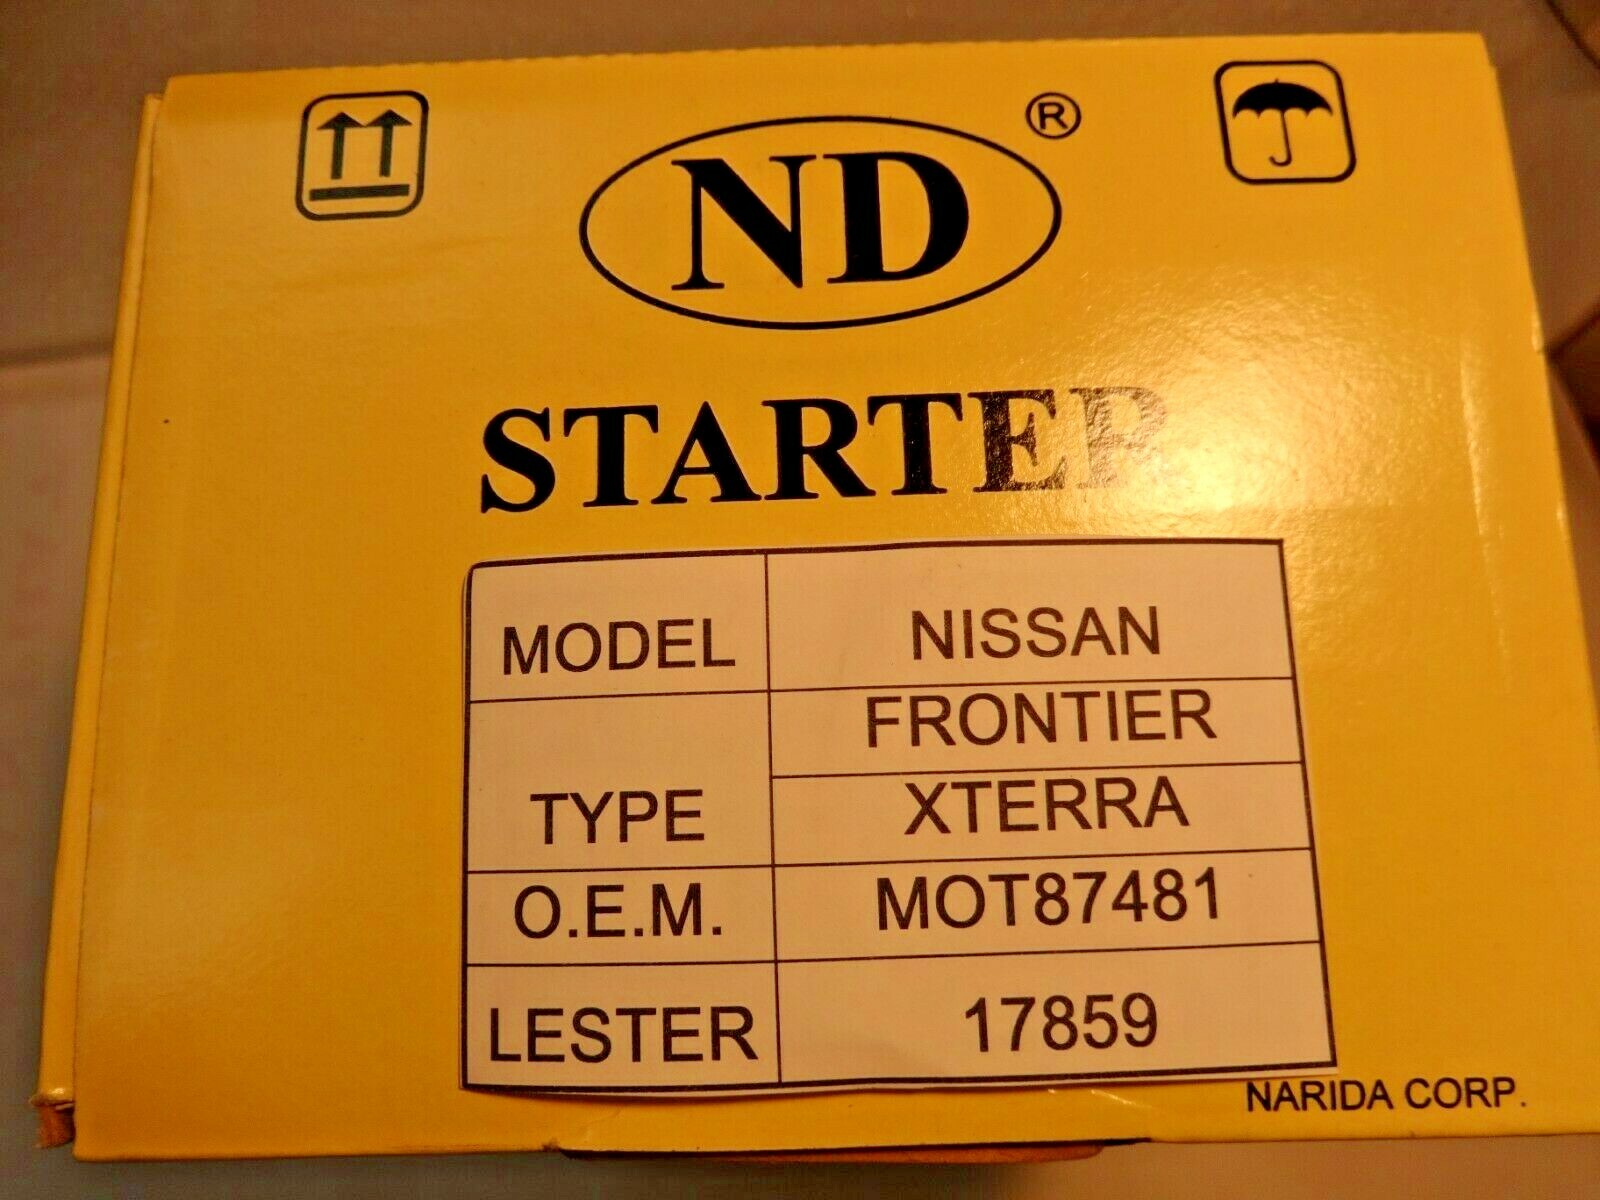 ND ®
STARTER
MODEL NISSAN
FRONTIER
TYPE XTERRA
O.E.M. MOT87481
LESTER 17859
NARIDA CORP.